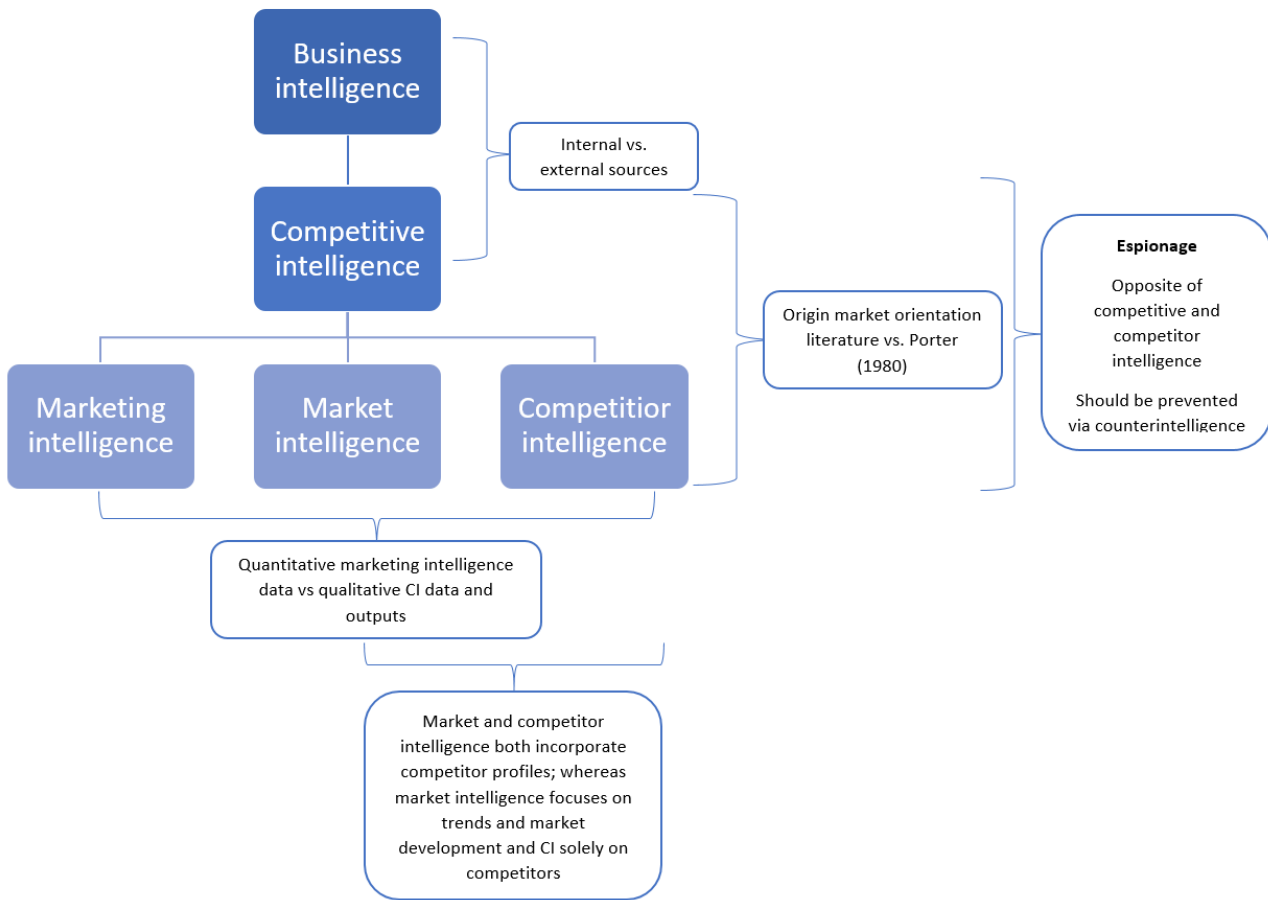 Business
intelligence
Internal vs.
external sources
Competitive
intelligence
Espionage
Opposite of
competitive and
competitor
intelligence
Should be prevented
via counterintelligence
Origin market orientation
literature vs. Porter
(1980)
Marketing
intelligence
Market
intelligence
Competitior
intelligence
Quantitative marketing intelligence
data vs qualitative CI data and
outputs
Market and competitor
intelligence both incorporate
competitor profiles; whereas
market intelligence focuses on
trends and market
development and CI solely on
competitors